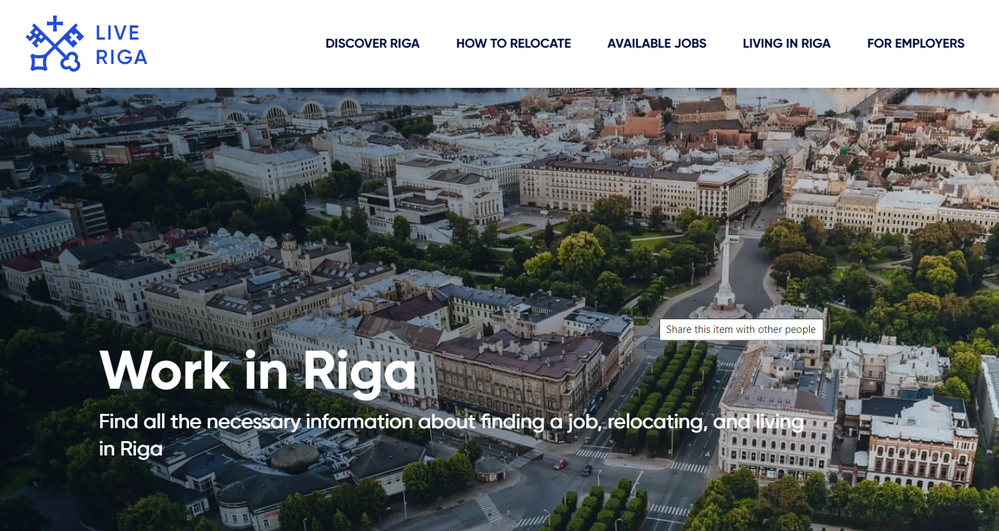 LIVE
RIGA
DISCOVER RIGA
HOW TO RELOCATE
AVAILABLE JOBS
LIVING IN RIGA
FOR EMPLOYERS
Share this item with other people
Work in Riga
Find all the necessary information about finding a job, relocating, and living
in Riga